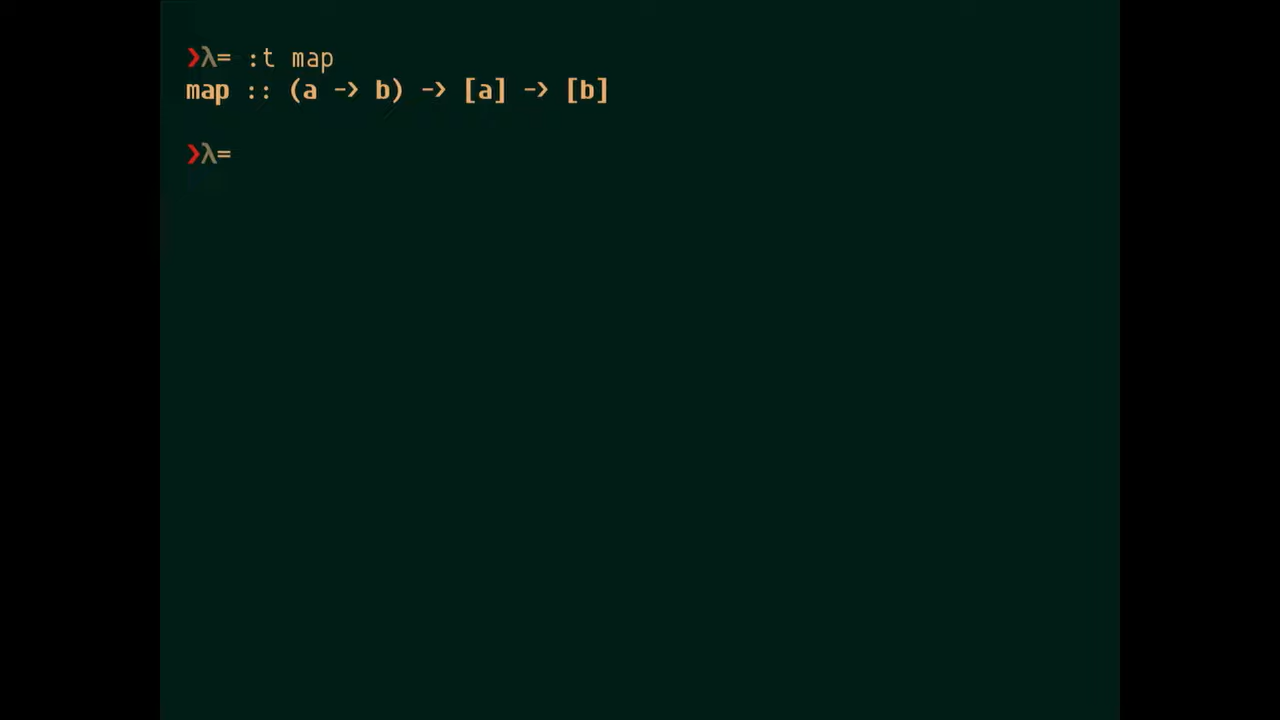 ❯λ= :t map
map :: (a -> b) -> [a] -> [b]
❯λ=